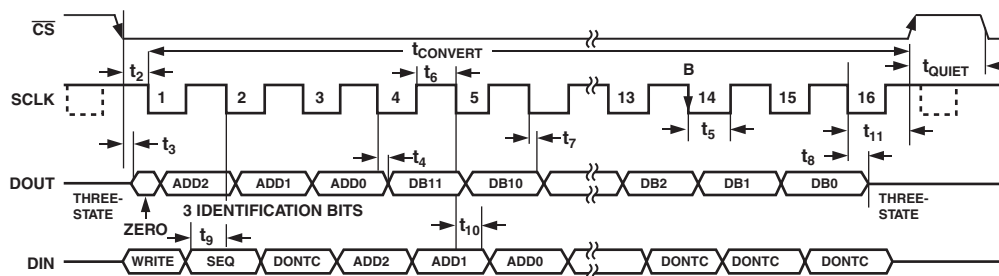 CS
tCONVERT
t2
t6
B
tQUIET
SCLK
1 2 3 4 5 13 14 15 16
t3
t4
t7
t5
t8
t11
DOUT
ADD2 ADD1 ADD0 DB11 DB10 DB2 DB1 DB0
THREE-
STATE
THREE-
STATE
3 IDENTIFICATION BITS
ZERO
t9
t10
DIN
WRITE SEQ DONTC ADD2 ADD1 ADD0 DONTC DONTC DONTC